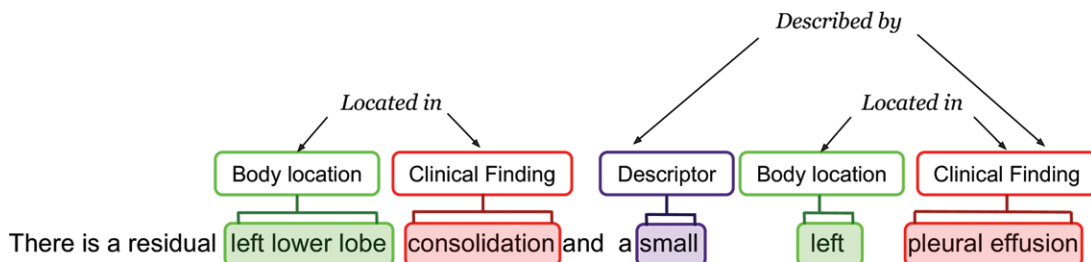 Described by
Located in Located in
Body location Clinical Finding Descriptor Body location Clinical Finding
There is a residual left lower lobe consolidation and a small left pleural effusion